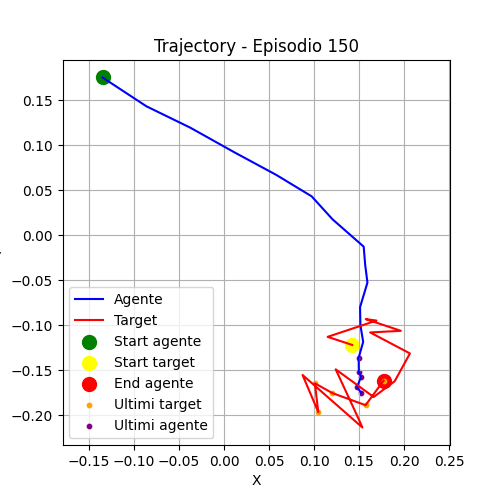 Trajectory - Episodio 150
0.15
0.10
0.05
0.00
−0.05
−0.10
−0.15
−0.20
Agente
Target
Start agente
Start target
End agente
Ultimi target
Ultimi agente
−0.15 −0.10 −0.05 0.00 0.05 0.10 0.15 0.20 0.25
X